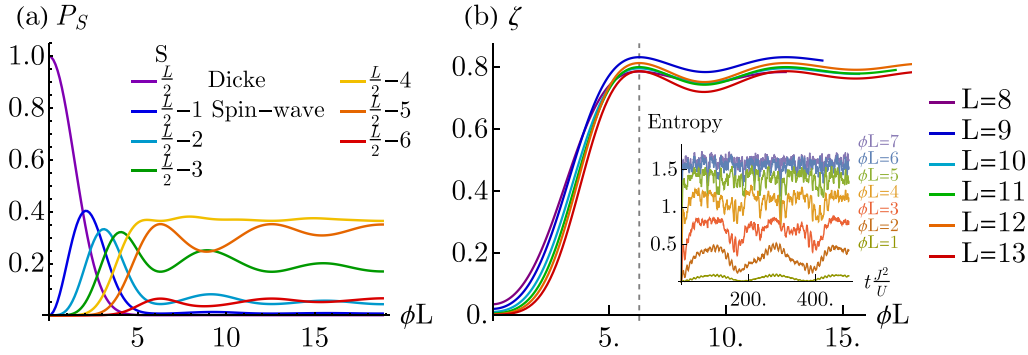 (a) P_S
1.0
0.8
0.6
0.4
0.2
5 10 15 ϕL
S
L/2 Dicke
L/2−1 Spin−wave
L/2−2
L/2−3
L/2−4
L/2−5
L/2−6
(b) ζ
0.8
0.6
0.4
0.2
0.
5. 10. 15. ϕL
Entropy
1.5
1
.5
200. 400. t J²/U
ϕL=7
ϕL=6
ϕL=5
ϕL=4
ϕL=3
ϕL=2
ϕL=1
L=8
L=9
L=10
L=11
L=12
L=13